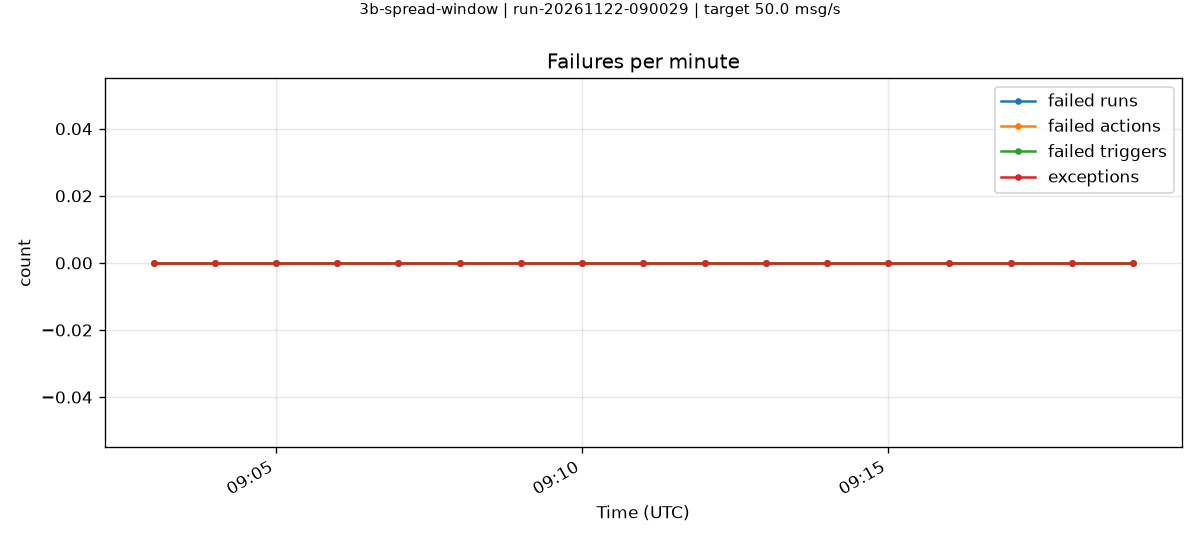 3b-spread-window | run-20261122-090029 | target 50.0 msg/s
Failures per minute
failed runs
failed actions
failed triggers
exceptions
0.04
0.02
0.00
−0.02
−0.04
count
09:05
09:10
09:15
Time (UTC)